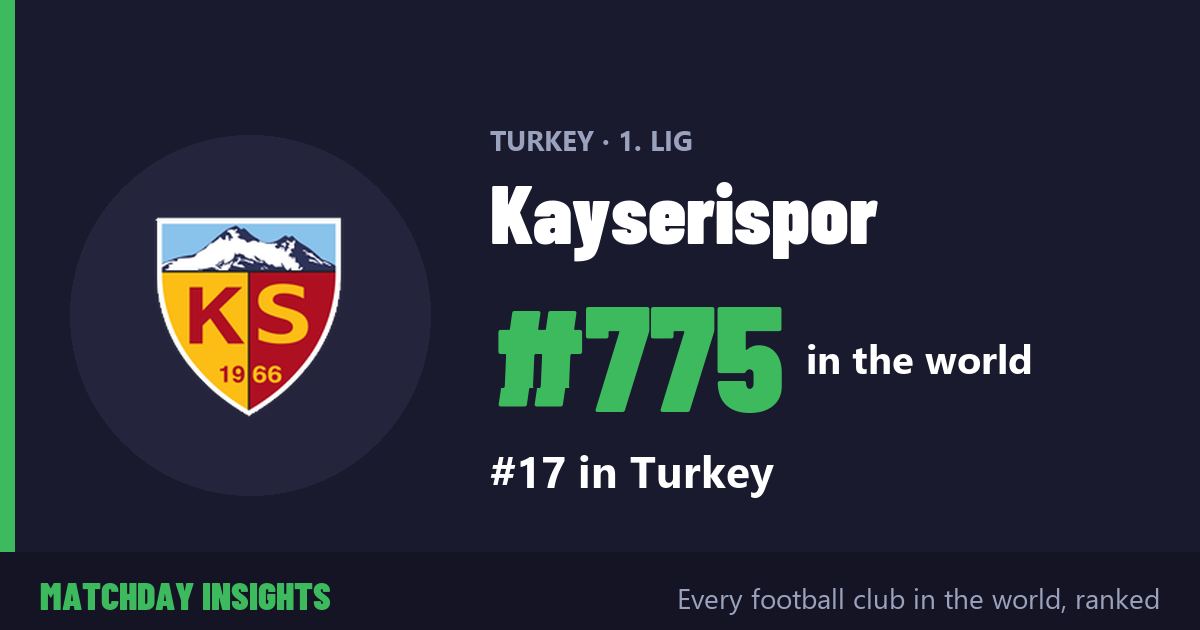 TURKEY · 1. LIG
Kayserispor
KS
1966
#775 in the world
#17 in Turkey
MATCHDAY INSIGHTS
Every football club in the world, ranked